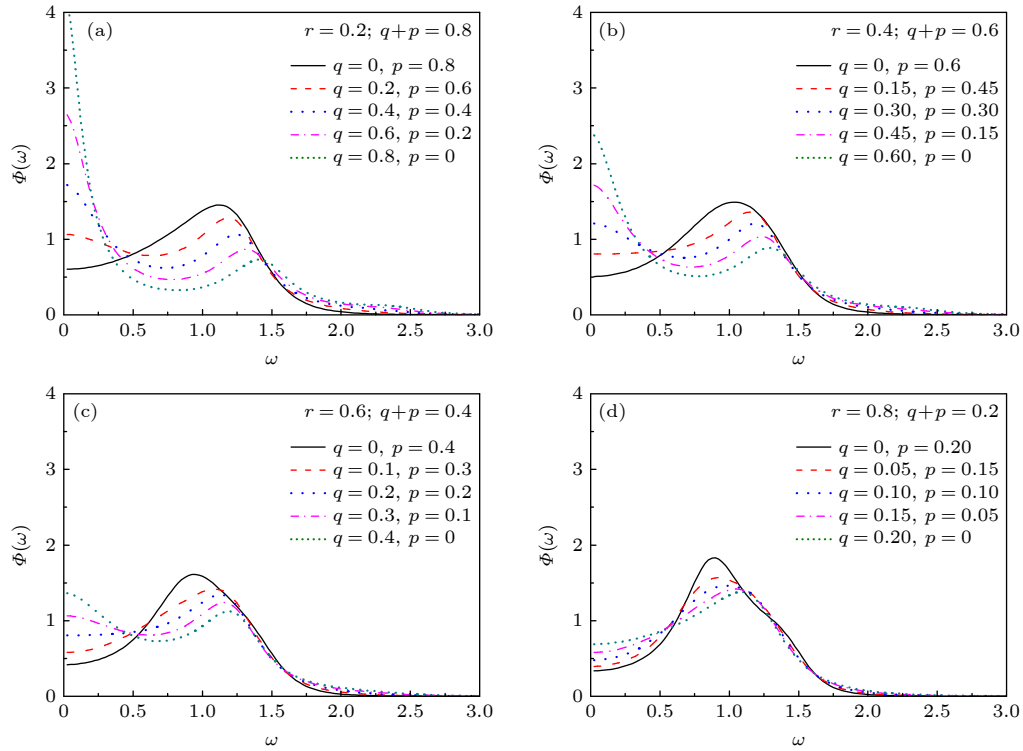 (a)
r = 0.2; q+p = 0.8
q = 0, p = 0.8
q = 0.2, p = 0.6
q = 0.4, p = 0.4
q = 0.6, p = 0.2
q = 0.8, p = 0
4
3
2
1
0
Φ(ω)
0 0.5 1.0 1.5 2.0 2.5 3.0
ω
(b)
r = 0.4; q+p = 0.6
q = 0, p = 0.6
q = 0.15, p = 0.45
q = 0.30, p = 0.30
q = 0.45, p = 0.15
q = 0.60, p = 0
4
3
2
1
0
Φ(ω)
0 0.5 1.0 1.5 2.0 2.5 3.0
ω
(c)
r = 0.6; q+p = 0.4
q = 0, p = 0.4
q = 0.1, p = 0.3
q = 0.2, p = 0.2
q = 0.3, p = 0.1
q = 0.4, p = 0
4
3
2
1
0
Φ(ω)
0 0.5 1.0 1.5 2.0 2.5 3.0
ω
(d)
r = 0.8; q+p = 0.2
q = 0, p = 0.20
q = 0.05, p = 0.15
q = 0.10, p = 0.10
q = 0.15, p = 0.05
q = 0.20, p = 0
4
3
2
1
0
Φ(ω)
0 0.5 1.0 1.5 2.0 2.5 3.0
ω